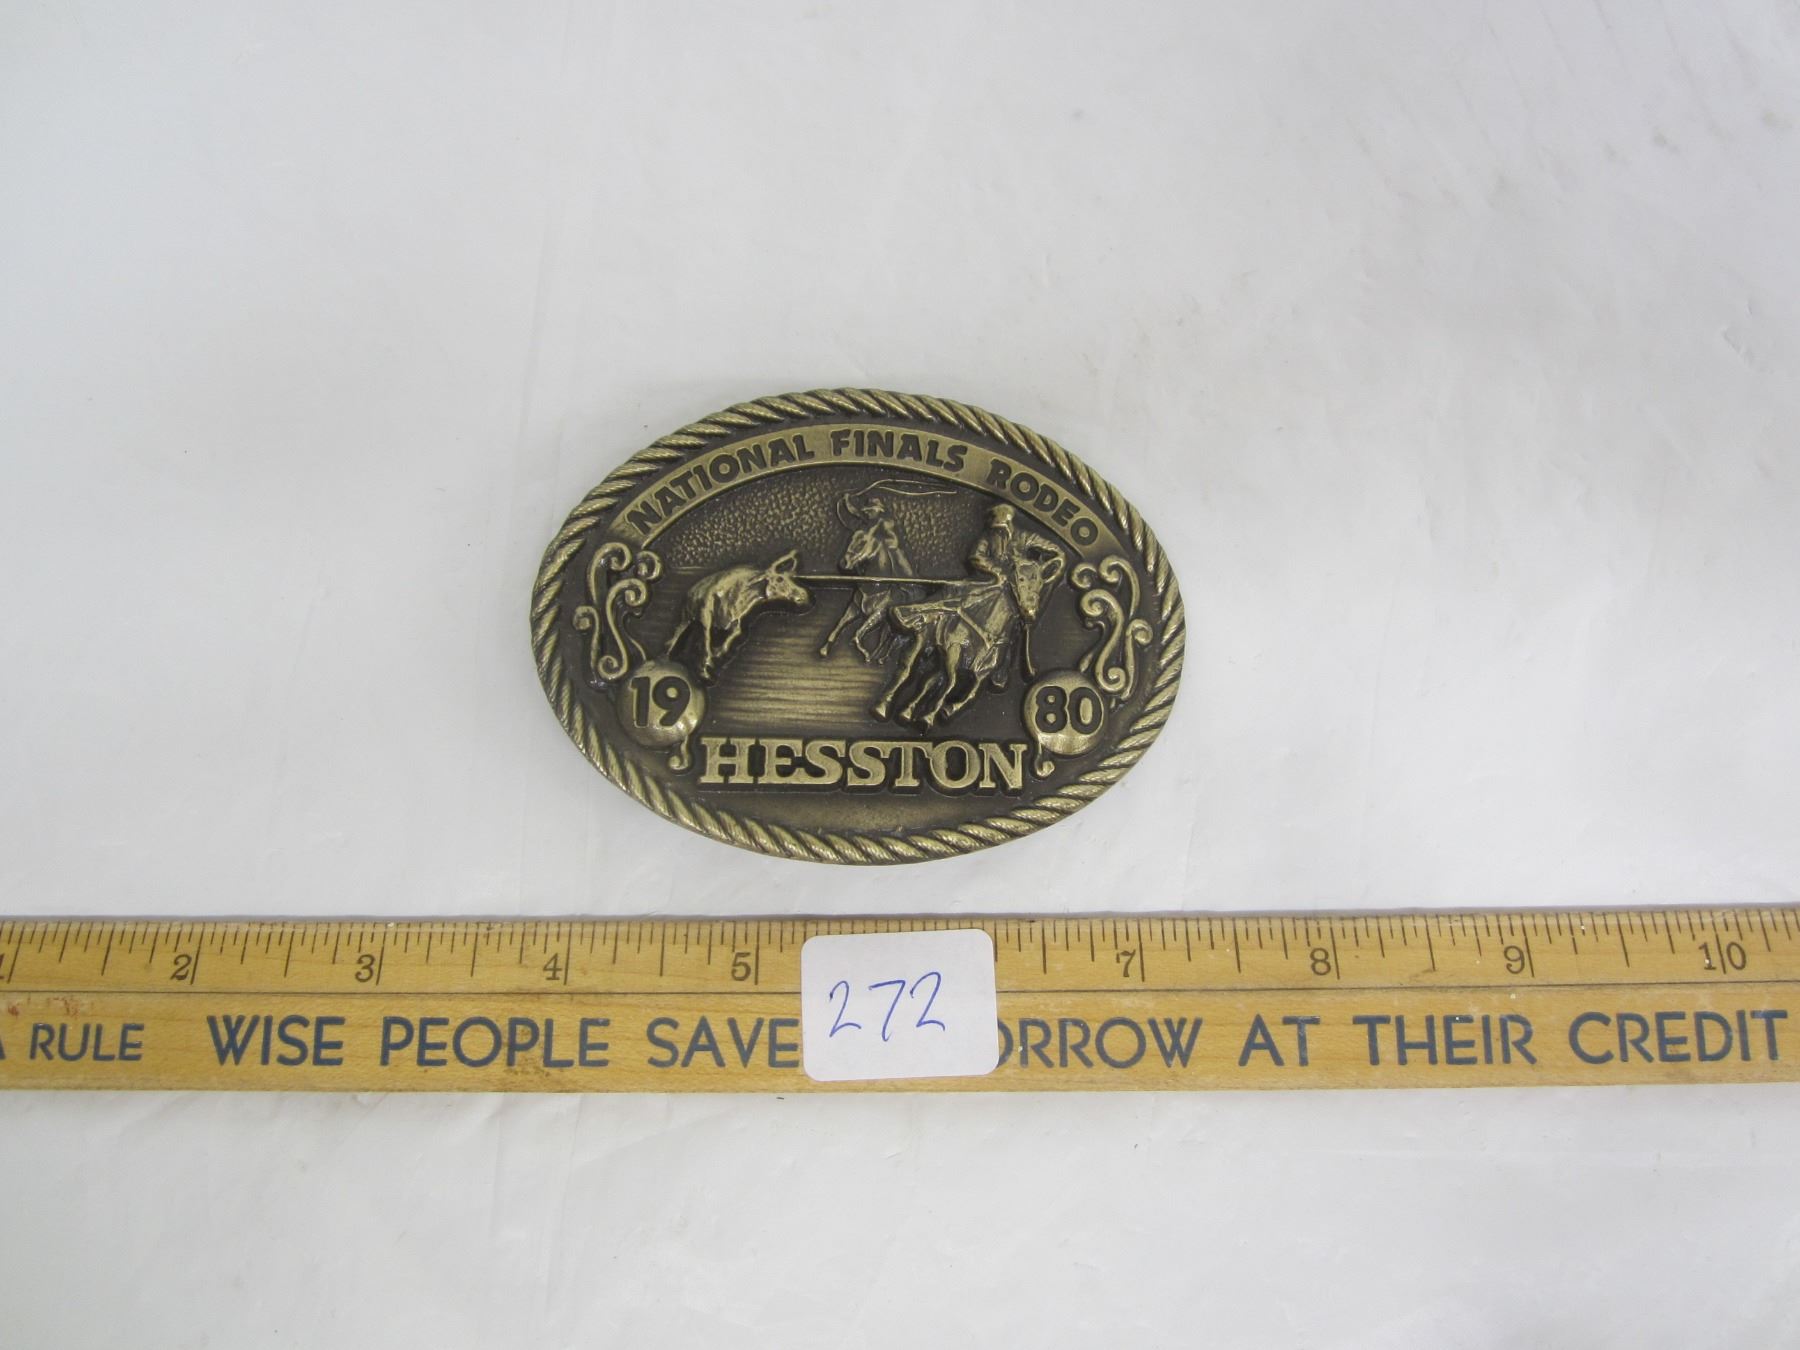 NATIONAL FINALS RODEO
19 80
HESSTON
1 2 3 4 5 7 8 9 10
RULE WISE PEOPLE SAVE ORROW AT THEIR CREDIT
272